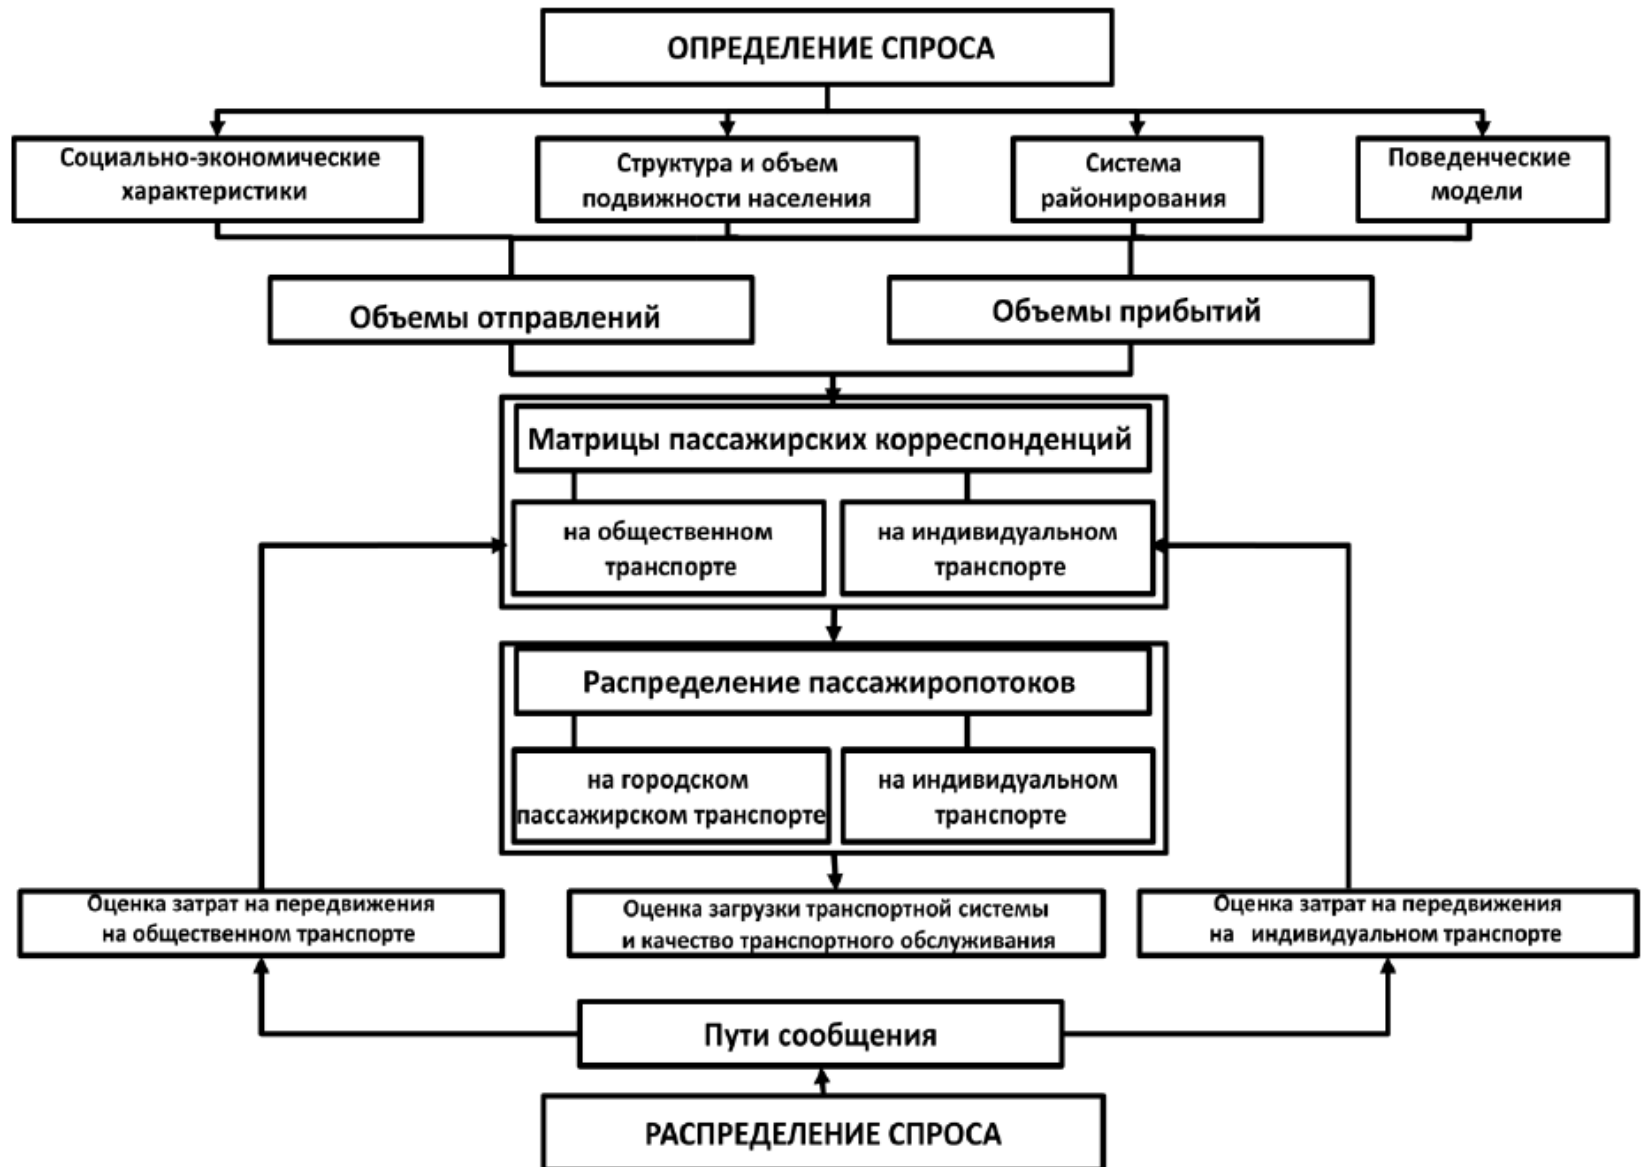 ОПРЕДЕЛЕНИЕ СПРОСА
Социально-экономические
характеристики
Структура и объем
подвижности населения
Система
районирования
Поведенческие
модели
Объемы отправлений
Объемы прибытий
Матрицы пассажирских корреспонденций
на общественном
транспорте
на индивидуальном
транспорте
Распределение пассажиропотоков
на городском
пассажирском транспорте
на индивидуальном
транспорте
Оценка затрат на передвижения
на общественном транспорте
Оценка загрузки транспортной системы
и качество транспортного обслуживания
Оценка затрат на передвижения
на индивидуальном транспорте
Пути сообщения
РАСПРЕДЕЛЕНИЕ СПРОСА